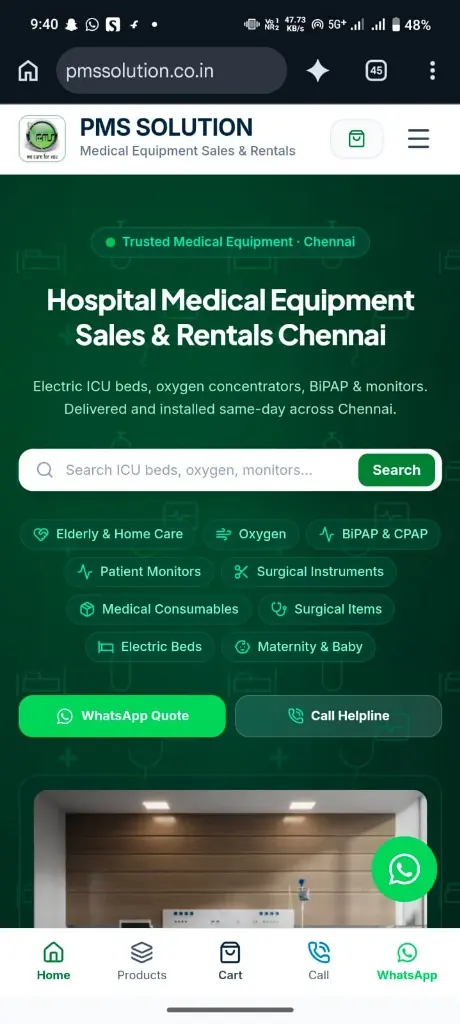 9:40
Vo 1
NR2
47.73
KB/s
5G+
48%
pmssolution.co.in
45
PMS SOLUTION
Medical Equipment Sales & Rentals
Trusted Medical Equipment · Chennai
Hospital Medical Equipment
Sales & Rentals Chennai
Electric ICU beds, oxygen concentrators, BiPAP & monitors.
Delivered and installed same-day across Chennai.
Search ICU beds, oxygen, monitors...
Search
Elderly & Home Care
Oxygen
BiPAP & CPAP
Patient Monitors
Surgical Instruments
Medical Consumables
Surgical Items
Electric Beds
Maternity & Baby
WhatsApp Quote
Call Helpline
Home
Products
Cart
Call
WhatsApp